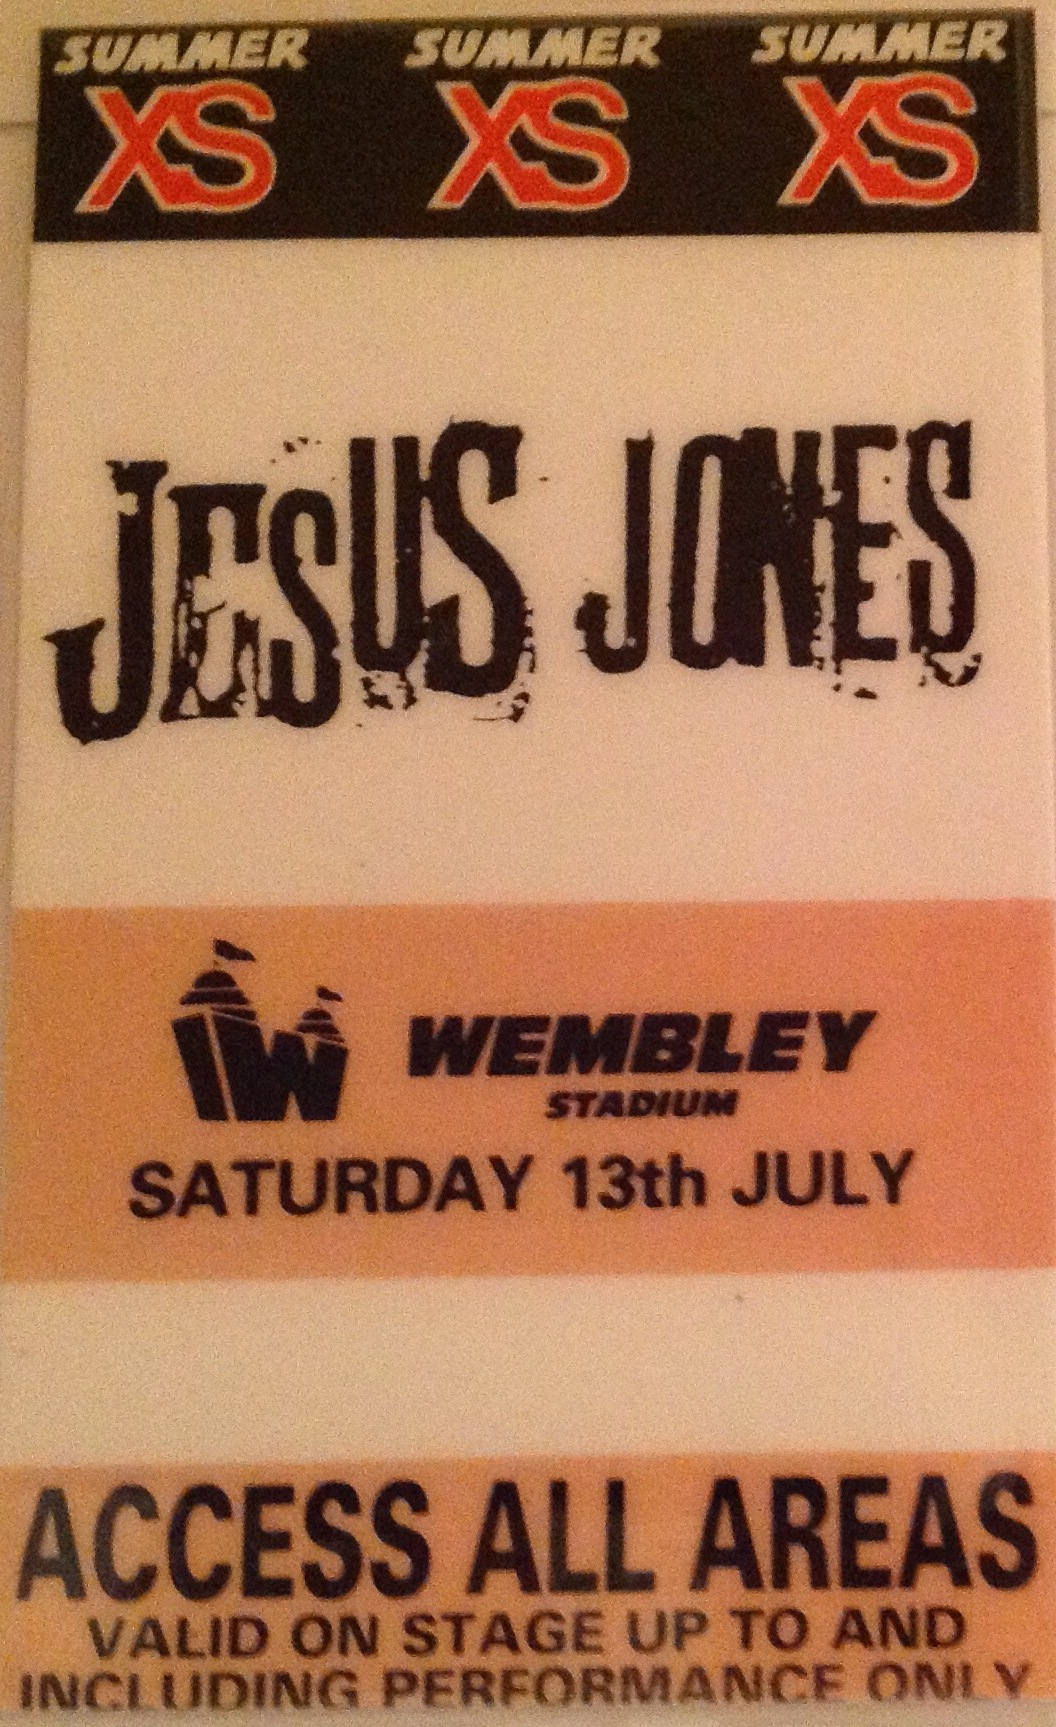 SUMMER SUMMER SUMMER
XS XS XS
JESUS JONES
W WEMBLEY
STADIUM
SATURDAY 13th JULY
ACCESS ALL AREAS
VALID ON STAGE UP TO AND
INCLUDING PERFORMANCE ONLY